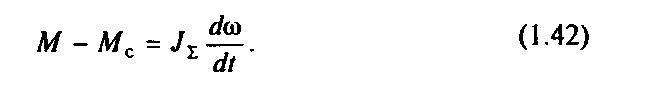 M − M_c = J_Σ dω/dt. (1.42)